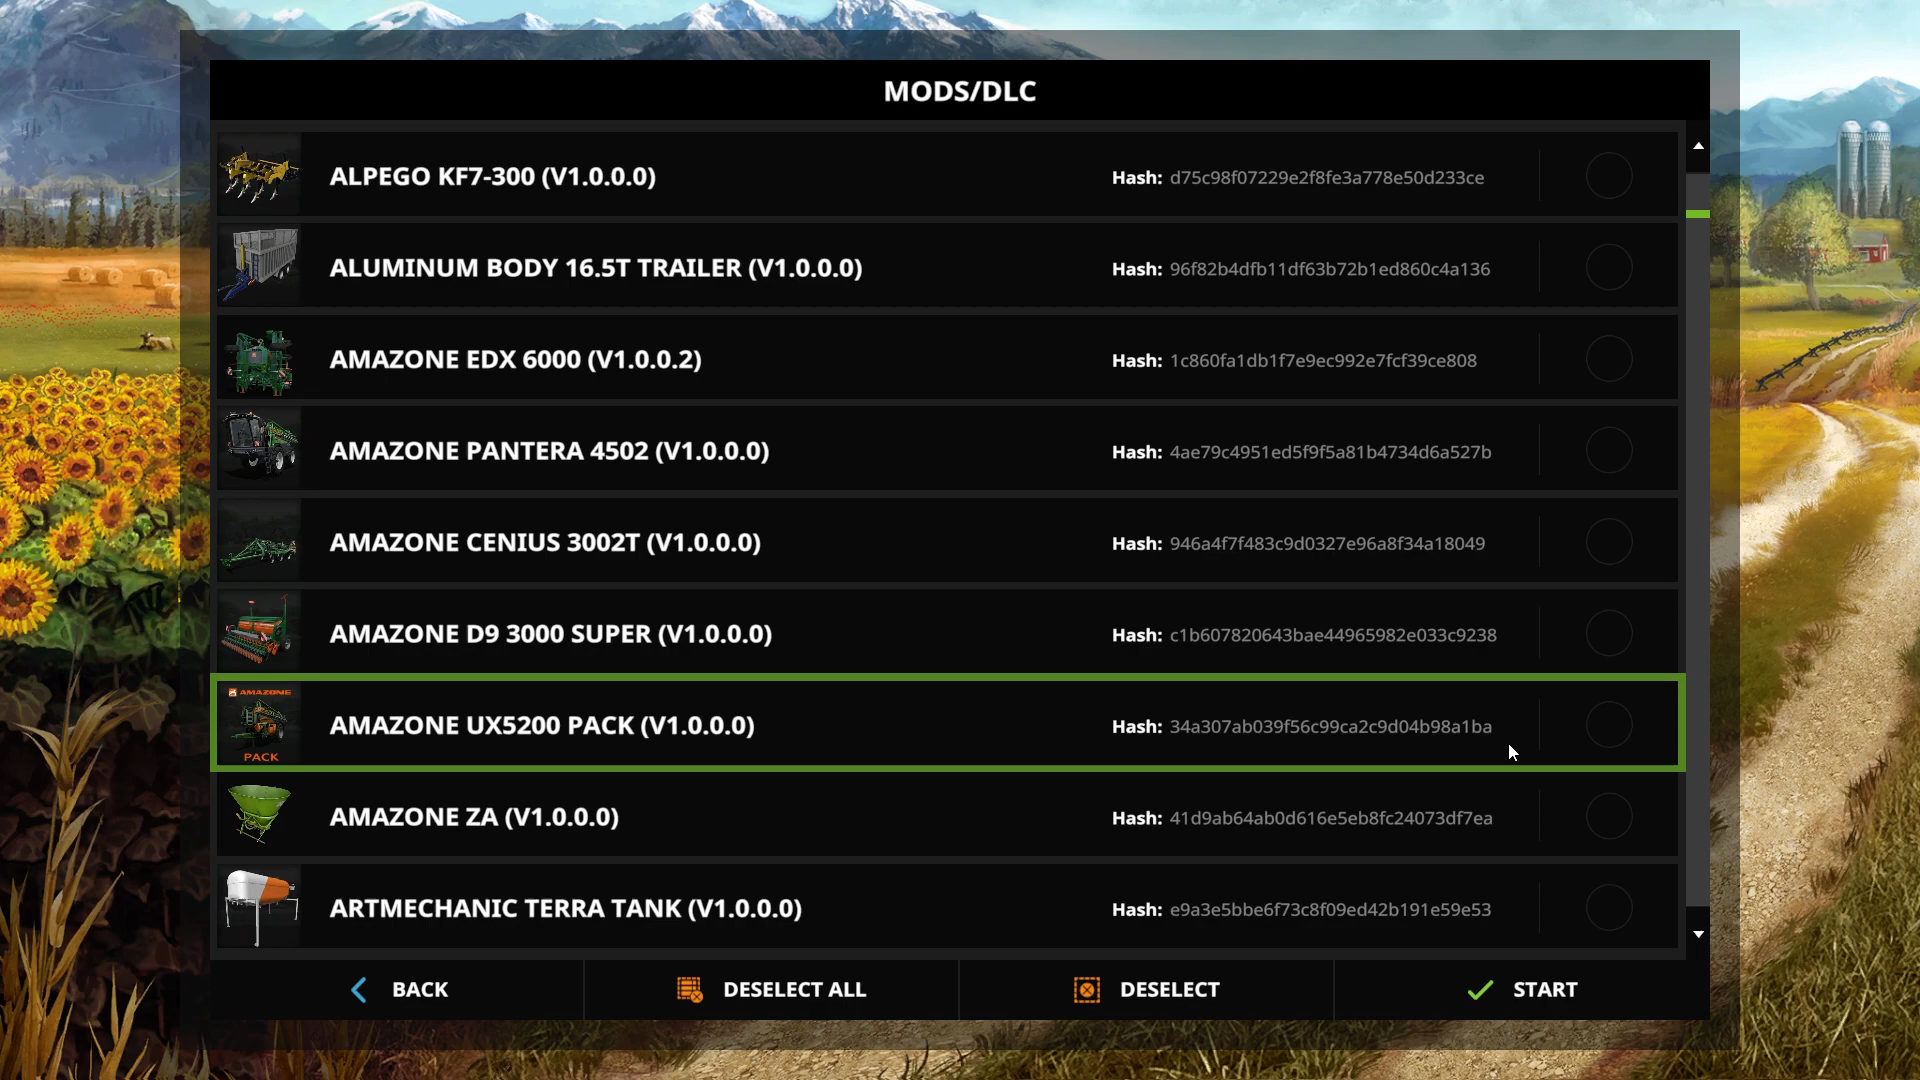 MODS/DLC
ALPEGO KF7-300 (V1.0.0.0) Hash: d75c98f07229e2f8fe3a778e50d233ce
ALUMINUM BODY 16.5T TRAILER (V1.0.0.0) Hash: 96f82b4dfb11df63b72b1ed860c4a136
AMAZONE EDX 6000 (V1.0.0.2) Hash: 1c860fa1db1f7e9ec992e7fcf39ce808
AMAZONE PANTERA 4502 (V1.0.0.0) Hash: 4ae79c4951ed5f9f5a81b4734d6a527b
AMAZONE CENIUS 3002T (V1.0.0.0) Hash: 946a4f7f483c9d0327e96a8f34a18049
AMAZONE D9 3000 SUPER (V1.0.0.0) Hash: c1b607820643bae44965982e033c9238
AMAZONE
PACK
AMAZONE UX5200 PACK (V1.0.0.0) Hash: 34a307ab039f56c99ca2c9d04b98a1ba
AMAZONE ZA (V1.0.0.0) Hash: 41d9ab64ab0d616e5eb8fc24073df7ea
ARTMECHANIC TERRA TANK (V1.0.0.0) Hash: e9a3e5bbe6f73c8f09ed42b191e59e53
BACK DESELECT ALL DESELECT START